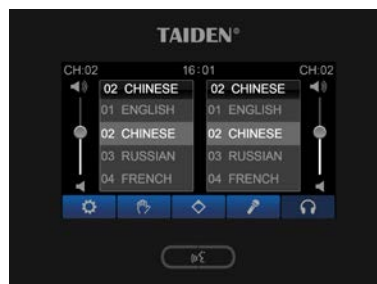 TAIDEN®
CH:02 16:01 CH:02
02 CHINESE 02 CHINESE
01 ENGLISH 01 ENGLISH
02 CHINESE 02 CHINESE
03 RUSSIAN 03 RUSSIAN
04 FRENCH 04 FRENCH